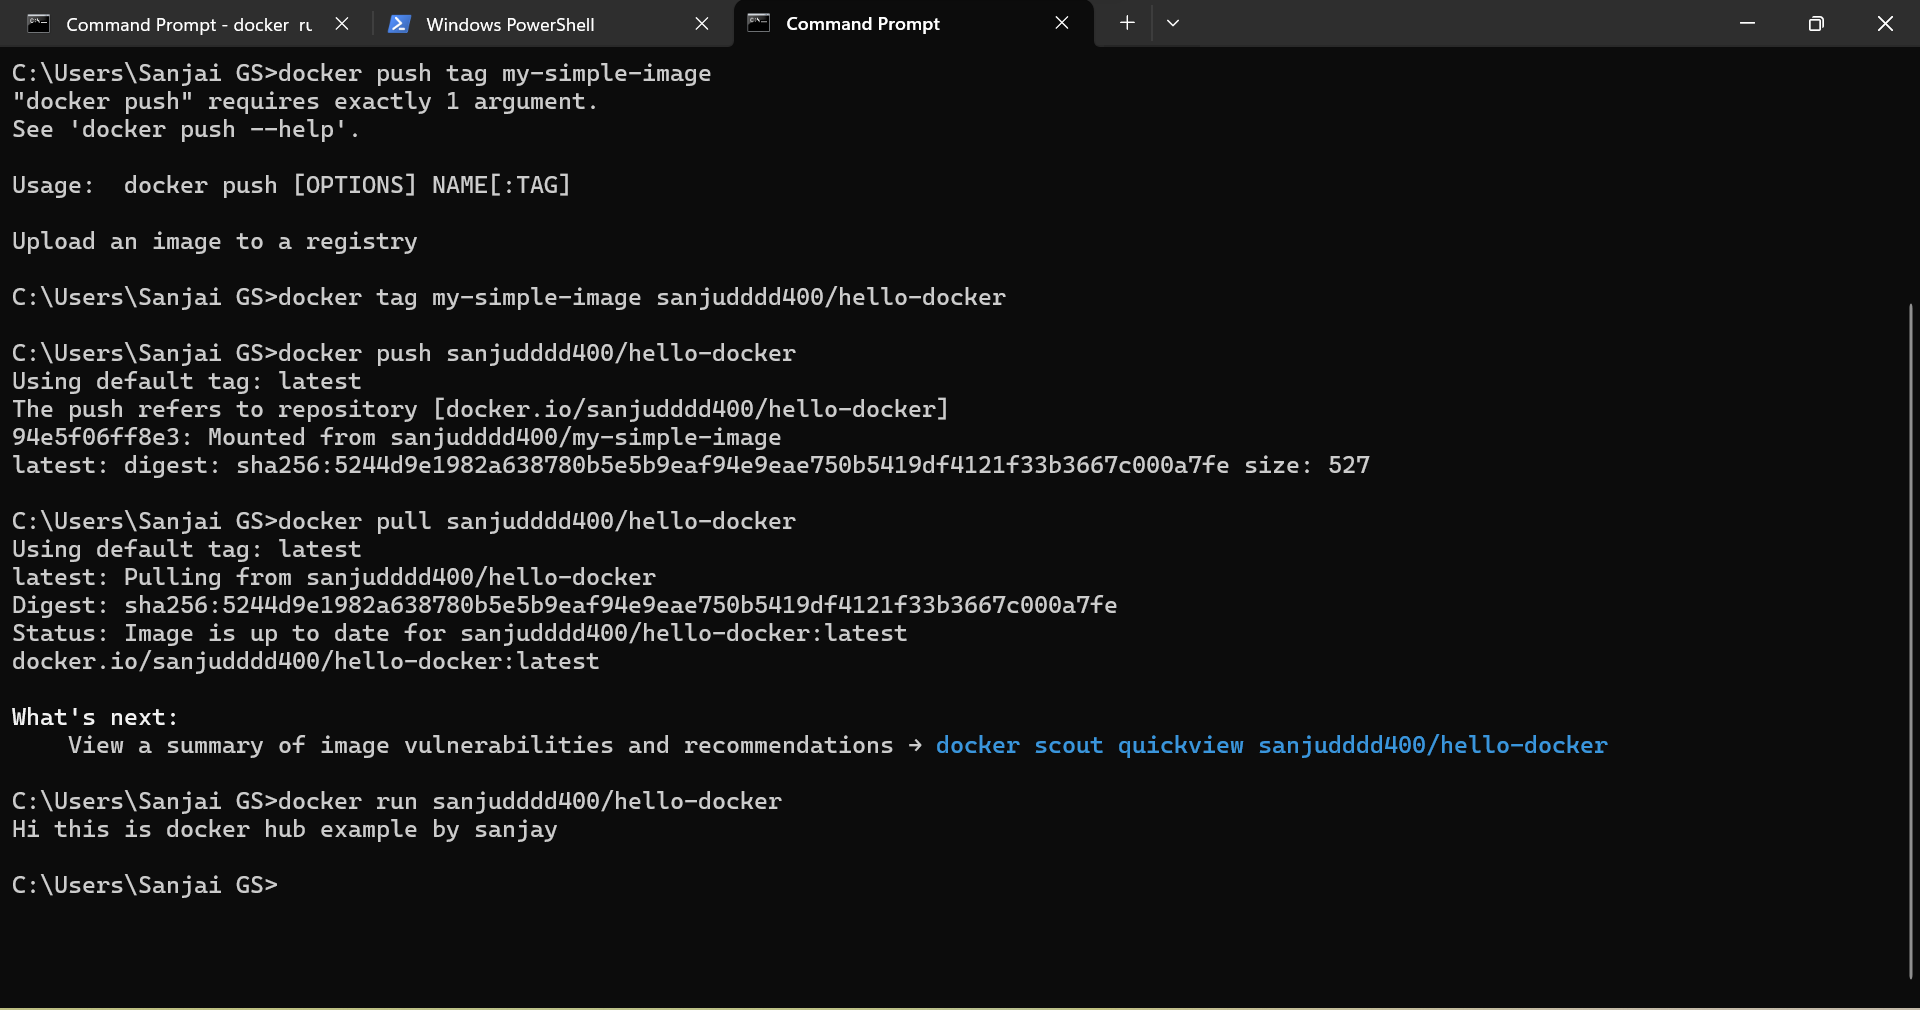 Command Prompt - docker ru
Windows PowerShell
Command Prompt
C:\Users\Sanjai GS>docker push tag my-simple-image
"docker push" requires exactly 1 argument.
See 'docker push --help'.
Usage:  docker push [OPTIONS] NAME[:TAG]
Upload an image to a registry
C:\Users\Sanjai GS>docker tag my-simple-image sanjudddd400/hello-docker
C:\Users\Sanjai GS>docker push sanjudddd400/hello-docker
Using default tag: latest
The push refers to repository [docker.io/sanjudddd400/hello-docker]
94e5f06ff8e3: Mounted from sanjudddd400/my-simple-image
latest: digest: sha256:5244d9e1982a638780b5e5b9eaf94e9eae750b5419df4121f33b3667c000a7fe size: 527
C:\Users\Sanjai GS>docker pull sanjudddd400/hello-docker
Using default tag: latest
latest: Pulling from sanjudddd400/hello-docker
Digest: sha256:5244d9e1982a638780b5e5b9eaf94e9eae750b5419df4121f33b3667c000a7fe
Status: Image is up to date for sanjudddd400/hello-docker:latest
docker.io/sanjudddd400/hello-docker:latest
What's next:
    View a summary of image vulnerabilities and recommendations → docker scout quickview sanjudddd400/hello-docker
C:\Users\Sanjai GS>docker run sanjudddd400/hello-docker
Hi this is docker hub example by sanjay
C:\Users\Sanjai GS>